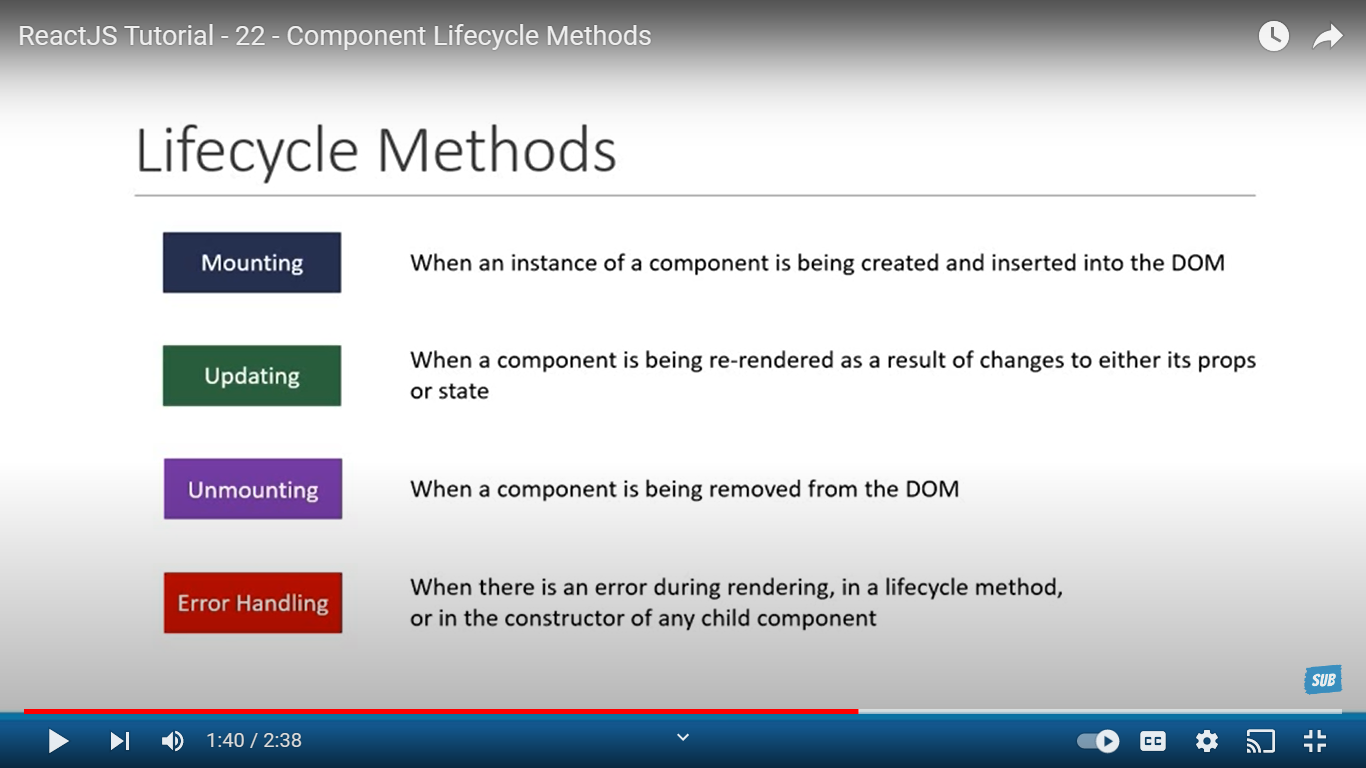 ReactJS Tutorial - 22 - Component Lifecycle Methods
Lifecycle Methods
Mounting
When an instance of a component is being created and inserted into the DOM
Updating
When a component is being re-rendered as a result of changes to either its props
or state
Unmounting
When a component is being removed from the DOM
Error Handling
When there is an error during rendering, in a lifecycle method,
or in the constructor of any child component
SUB
1:40 / 2:38
CC